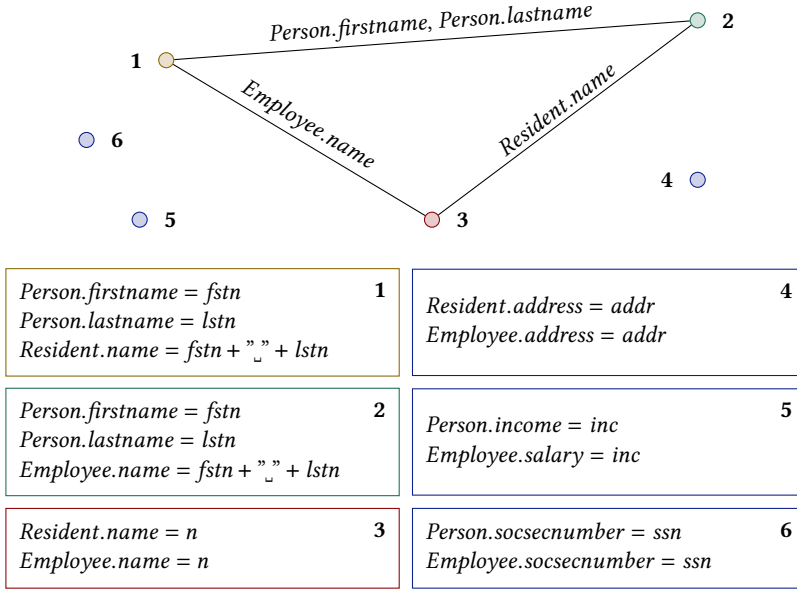 Person.firstname, Person.lastname
1
2
Employee.name
Resident.name
6
4
5
3
Person.firstname = fstn
Person.lastname = lstn
Resident.name = fstn + ”␣” + lstn
1
Resident.address = addr
Employee.address = addr
4
Person.firstname = fstn
Person.lastname = lstn
Employee.name = fstn + ”␣” + lstn
2
Person.income = inc
Employee.salary = inc
5
Resident.name = n
Employee.name = n
3
Person.socsecnumber = ssn
Employee.socsecnumber = ssn
6